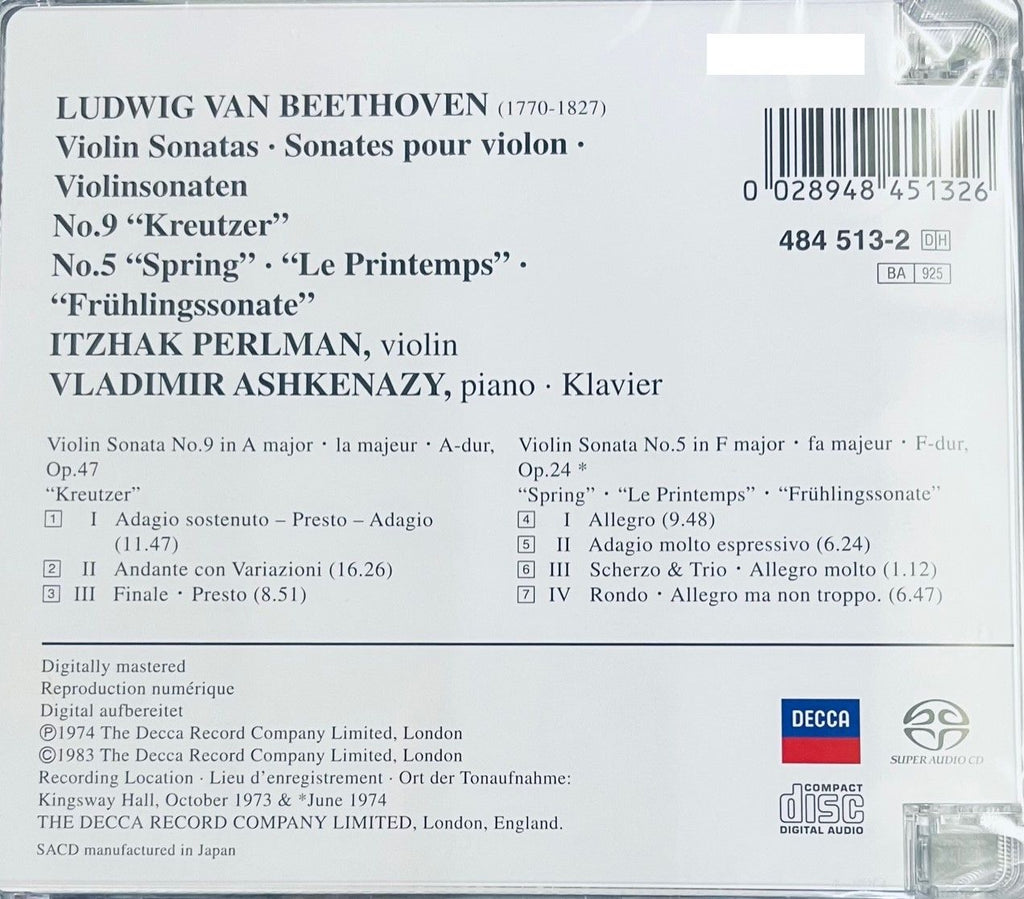 LUDWIG VAN BEETHOVEN (1770-1827)
Violin Sonatas · Sonates pour violon ·
Violinsonaten
No.9 “Kreutzer”
No.5 “Spring” · “Le Printemps” ·
“Frühlingssonate”
ITZHAK PERLMAN, violin
VLADIMIR ASHKENAZY, piano · Klavier
0 028948 451326
484 513-2 DH
BA 925
Violin Sonata No.9 in A major · la majeur · A-dur,
Op.47
“Kreutzer”
1 I Adagio sostenuto – Presto – Adagio
(11.47)
2 II Andante con Variazioni (16.26)
3 III Finale · Presto (8.51)
Violin Sonata No.5 in F major · fa majeur · F-dur,
Op.24 *
“Spring” · “Le Printemps” · “Frühlingssonate”
4 I Allegro (9.48)
5 II Adagio molto espressivo (6.24)
6 III Scherzo & Trio · Allegro molto (1.12)
7 IV Rondo · Allegro ma non troppo. (6.47)
Digitally mastered
Reproduction numérique
Digital aufbereitet
Ⓟ1974 The Decca Record Company Limited, London
Ⓒ1983 The Decca Record Company Limited, London
Recording Location · Lieu d’enregistrement · Ort der Tonaufnahme:
Kingsway Hall, October 1973 & *June 1974
THE DECCA RECORD COMPANY LIMITED, London, England.
SACD manufactured in Japan
DECCA
SUPER AUDIO CD
COMPACT
disc
DIGITAL AUDIO